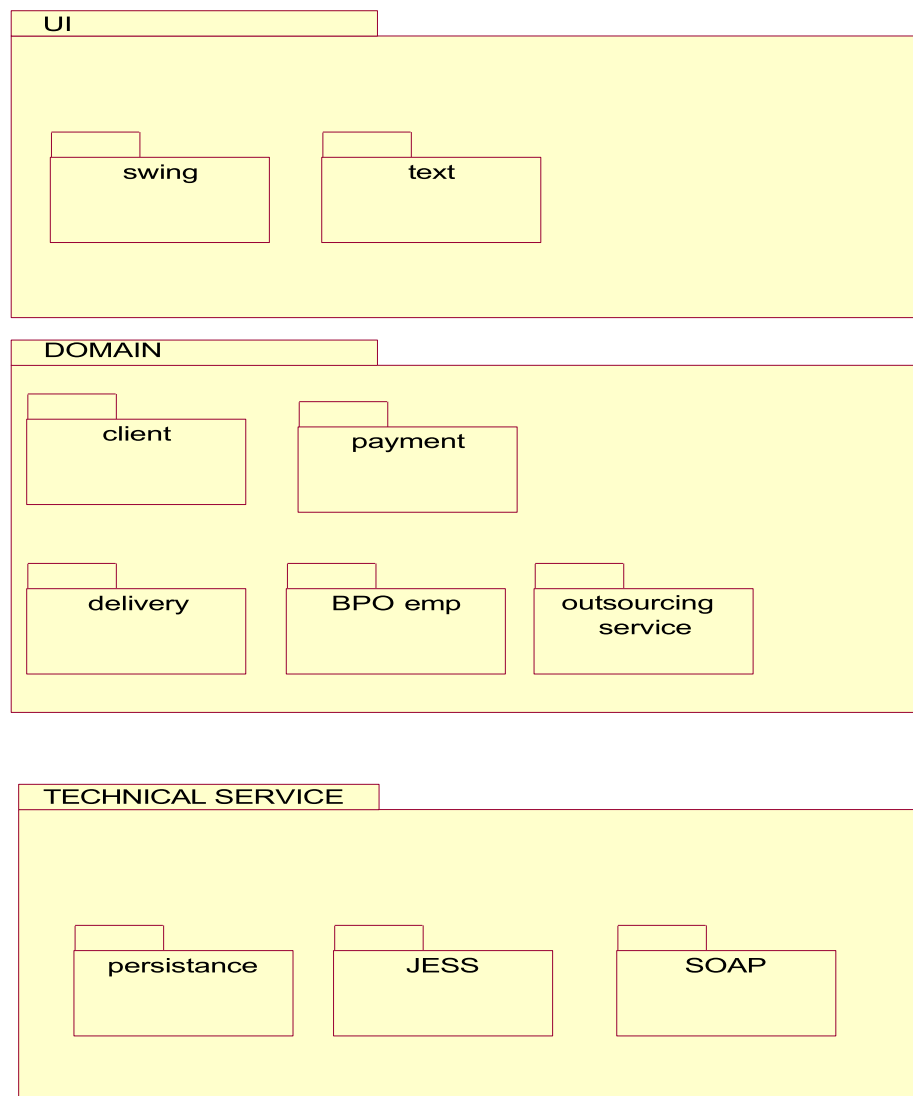 UI
swing
text
DOMAIN
client
payment
delivery
BPO emp
outsourcing
service
TECHNICAL SERVICE
persistance
JESS
SOAP